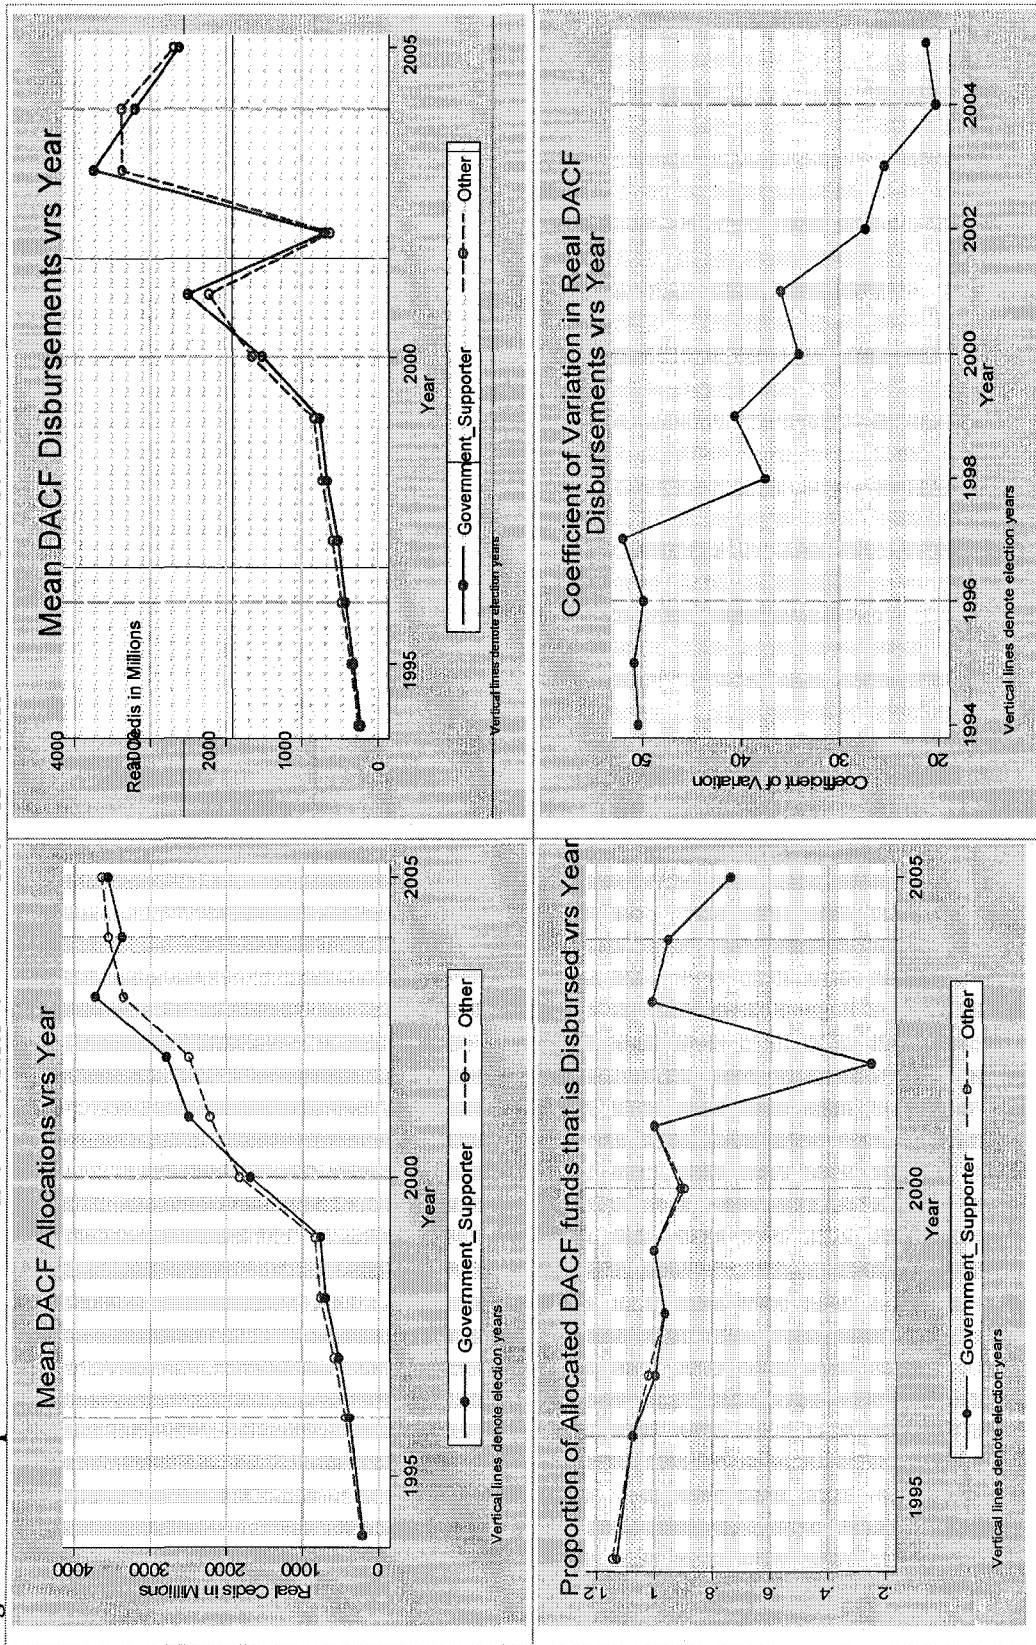 Mean DACF Allocations vrs Year
4000
3000
2000
1000
0
Real Cedis in Millions
1995
2000
2005
Year
Government_Supporter
Other
Vertical lines denote election years
Mean DACF Disbursements vrs Year
4000
2000
1000
0
Real Cedis in Millions
1995
2000
2005
Year
Government_Supporter
Other
Vertical lines denote election years
Proportion of Allocated DACF funds that is Disbursed vrs Year
1.2
1
.8
.6
.4
.2
1995
2000
2005
Year
Government_Supporter
Other
Vertical lines denote election years
Coefficient of Variation in Real DACF
Disbursements vrs Year
50
40
30
20
Coefficient of Variation
1994
1996
1998
2000
2002
2004
Year
Vertical lines denote election years